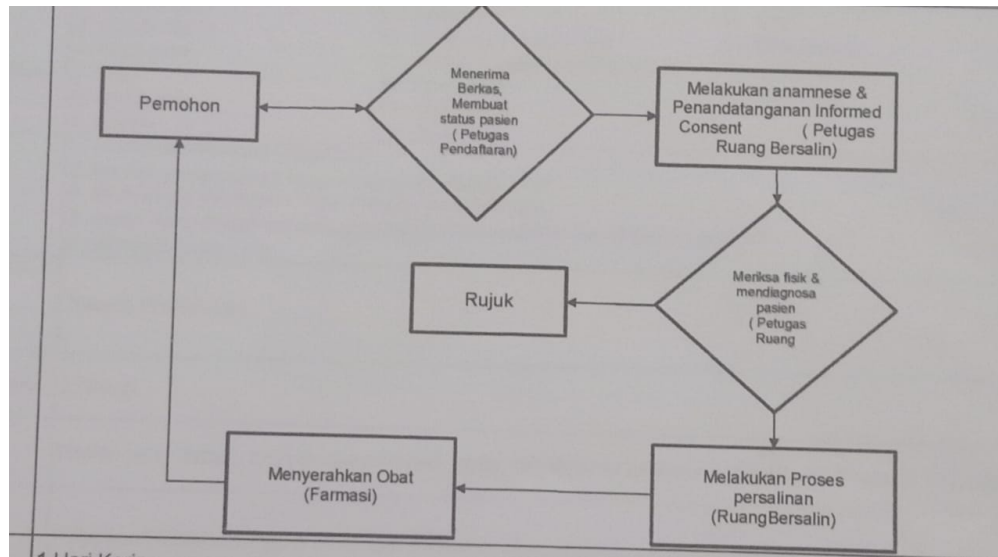 Pemohon
Menerima
Berkas,
Membuat
status pasien
( Petugas
Pendaftaran)
Melakukan anamnese &
Penandatanganan Informed
Consent ( Petugas
Ruang Bersalin)
Rujuk
Meriksa fisik &
mendiagnosa
pasien
( Petugas
Ruang
Menyerahkan Obat
(Farmasi)
Melakukan Proses
persalinan
(RuangBersalin)